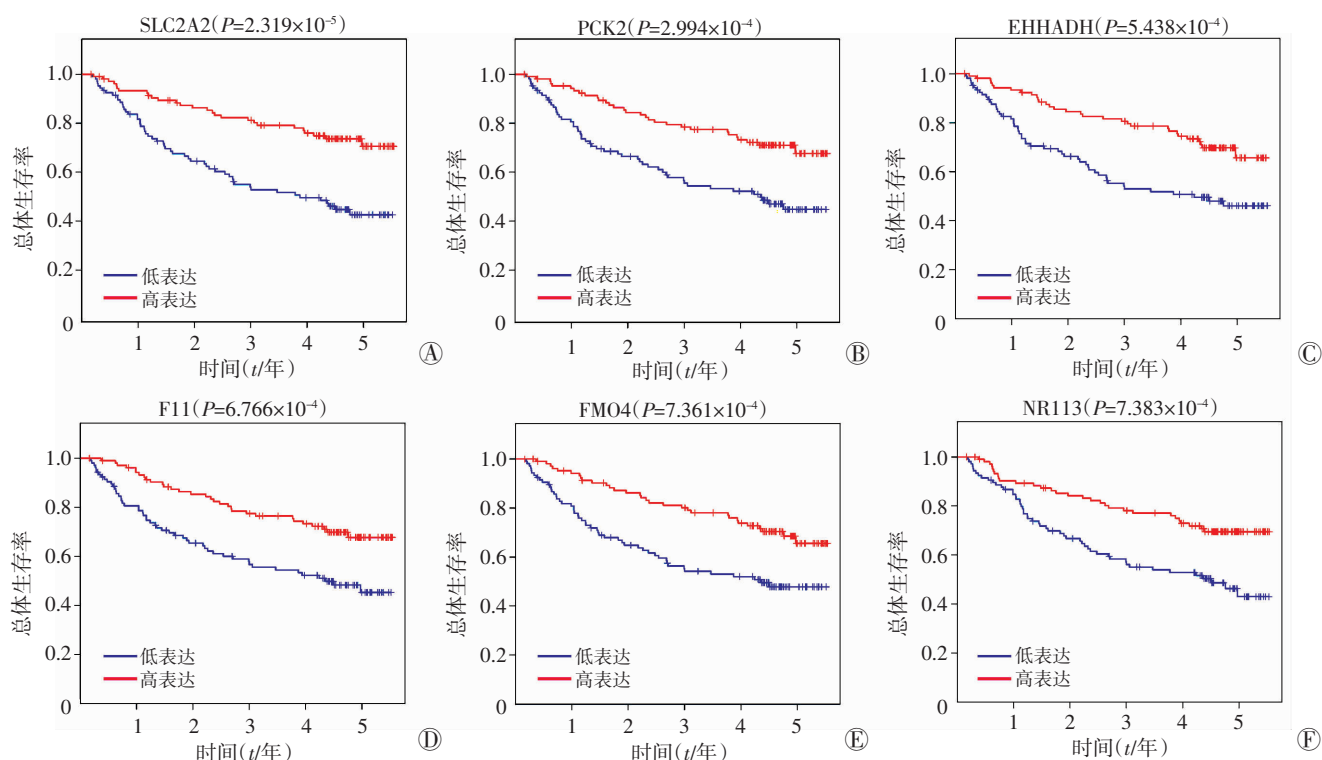 SLC2A2(P=2.319×10⁻⁵)
总体生存率
1.0
0.8
0.6
0.4
0.2
0
低表达
高表达
1 2 3 4 5
时间(t/年)
Ⓐ
PCK2(P=2.994×10⁻⁴)
总体生存率
1.0
0.8
0.6
0.4
0.2
0
低表达
高表达
1 2 3 4 5
时间(t/年)
Ⓑ
EHHADH(P=5.438×10⁻⁴)
总体生存率
1.0
0.8
0.6
0.4
0.2
0
低表达
高表达
1 2 3 4 5
时间(t/年)
Ⓒ
F11(P=6.766×10⁻⁴)
总体生存率
1.0
0.8
0.6
0.4
0.2
0
低表达
高表达
1 2 3 4 5
时间(t/年)
Ⓓ
FMO4(P=7.361×10⁻⁴)
总体生存率
1.0
0.8
0.6
0.4
0.2
0
低表达
高表达
1 2 3 4 5
时间(t/年)
Ⓔ
NR113(P=7.383×10⁻⁴)
总体生存率
1.0
0.8
0.6
0.4
0.2
0
低表达
高表达
1 2 3 4 5
时间(t/年)
Ⓕ